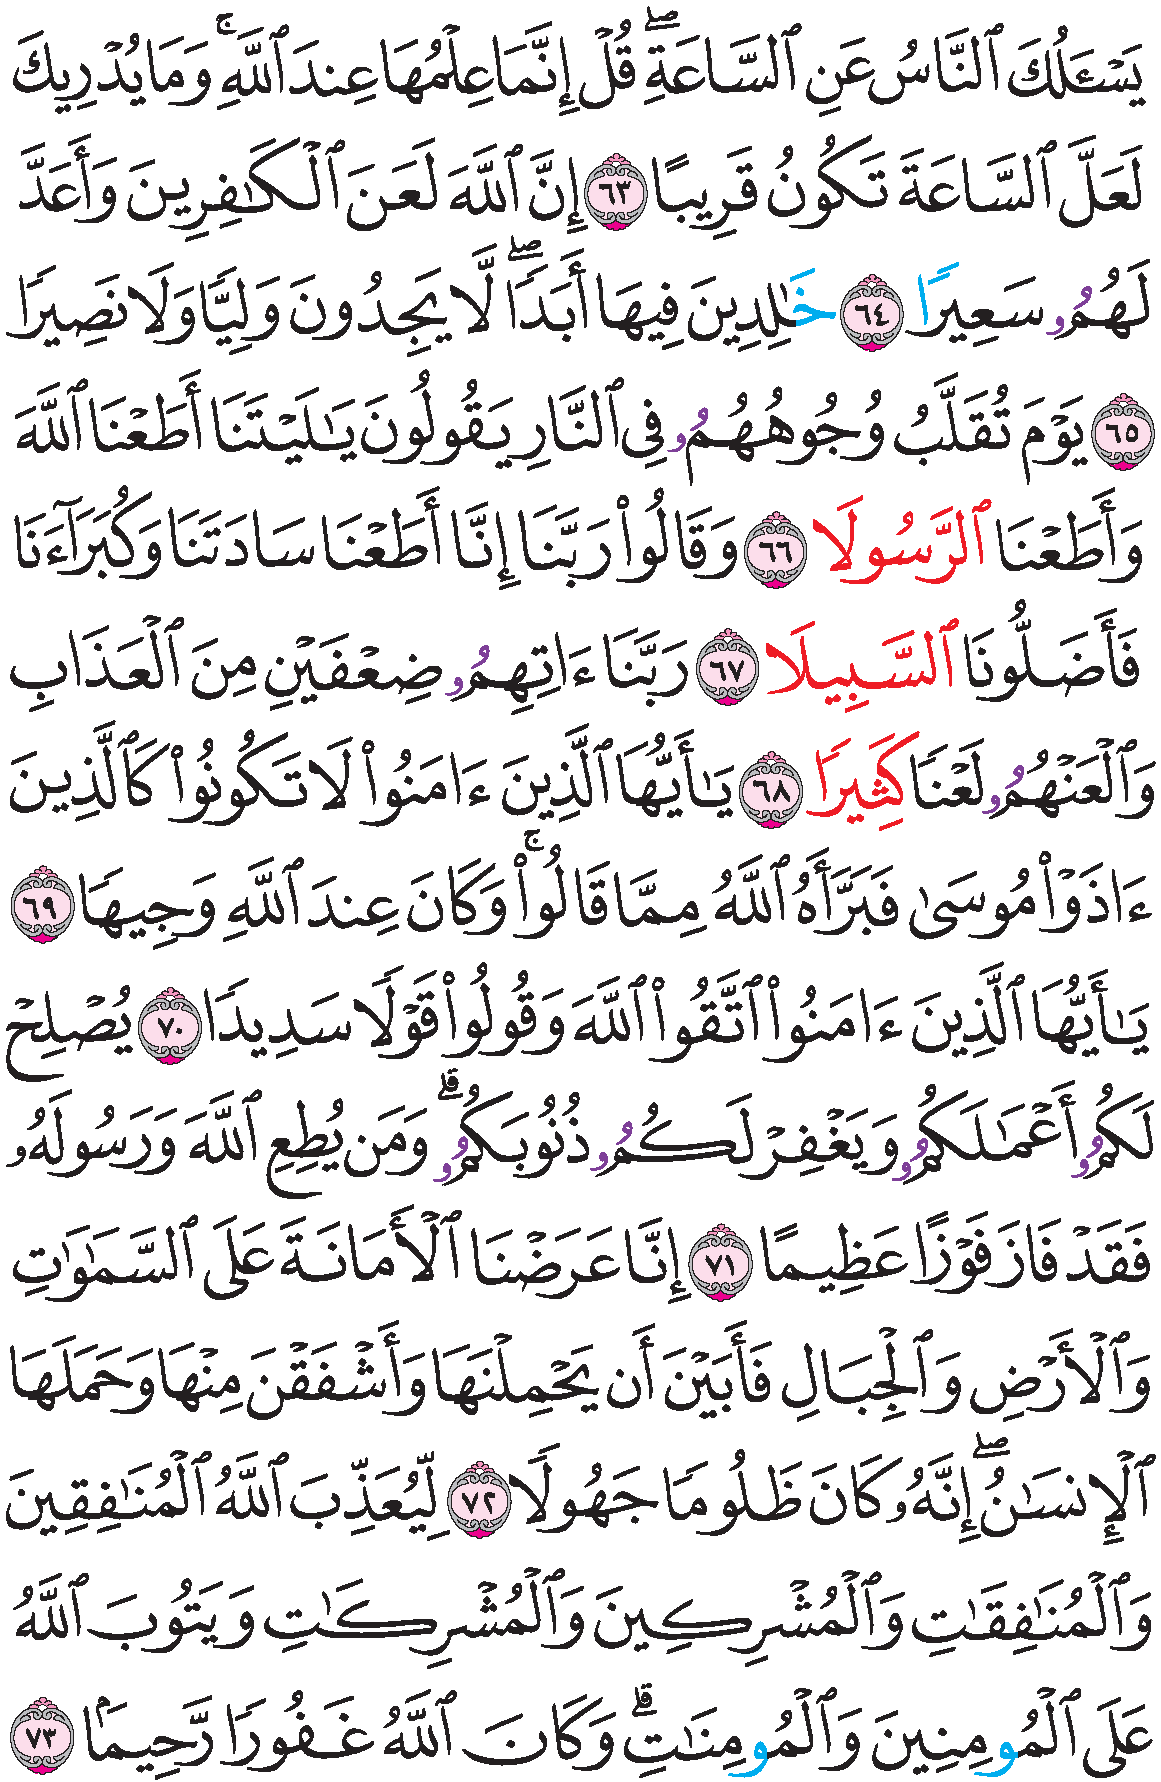 يَسْـَٔلُكَ ٱلنَّاسُ عَنِ ٱلسَّاعَةِۖ قُلْ إِنَّمَا عِلْمُهَا عِندَ ٱللَّهِۚ وَمَا يُدْرِيكَ
لَعَلَّ ٱلسَّاعَةَ تَكُونُ قَرِيبًا ٦٣ إِنَّ ٱللَّهَ لَعَنَ ٱلْكَٰفِرِينَ وَأَعَدَّ
لَهُمُۥ سَعِيرًا ٦٤ خَٰلِدِينَ فِيهَا أَبَدًاۖ لَّا يَجِدُونَ وَلِيًّا وَلَا نَصِيرًا
٦٥ يَوْمَ تُقَلَّبُ وُجُوهُهُمُۥ فِى ٱلنَّارِ يَقُولُونَ يَٰلَيْتَنَا أَطَعْنَا ٱللَّهَ
وَأَطَعْنَا ٱلرَّسُولَا ٦٦ وَقَالُوا۟ رَبَّنَا إِنَّا أَطَعْنَا سَادَتَنَا وَكُبَرَآءَنَا
فَأَضَلُّونَا ٱلسَّبِيلَا ٦٧ رَبَّنَا ءَاتِهِمُۥ ضِعْفَيْنِ مِنَ ٱلْعَذَابِ
وَٱلْعَنْهُمُۥ لَعْنًا كَثِيرًا ٦٨ يَٰأَيُّهَا ٱلَّذِينَ ءَامَنُوا۟ لَا تَكُونُوا۟ كَٱلَّذِينَ
ءَاذَوْا۟ مُوسَىٰ فَبَرَّأَهُ ٱللَّهُ مِمَّا قَالُوا۟ۚ وَكَانَ عِندَ ٱللَّهِ وَجِيهًا ٦٩
يَٰأَيُّهَا ٱلَّذِينَ ءَامَنُوا۟ ٱتَّقُوا۟ ٱللَّهَ وَقُولُوا۟ قَوْلًا سَدِيدًا ٧٠ يُصْلِحْ
لَكُمُۥ أَعْمَٰلَكُمُۥ وَيَغْفِرْ لَكُمُۥ ذُنُوبَكُمُۥۗ وَمَن يُطِعِ ٱللَّهَ وَرَسُولَهُۥ
فَقَدْ فَازَ فَوْزًا عَظِيمًا ٧١ إِنَّا عَرَضْنَا ٱلْأَمَانَةَ عَلَى ٱلسَّمَٰوَٰتِ
وَٱلْأَرْضِ وَٱلْجِبَالِ فَأَبَيْنَ أَن يَحْمِلْنَهَا وَأَشْفَقْنَ مِنْهَا وَحَمَلَهَا
ٱلْإِنسَٰنُۖ إِنَّهُۥ كَانَ ظَلُومًا جَهُولًا ٧٢ لِّيُعَذِّبَ ٱللَّهُ ٱلْمُنَٰفِقِينَ
وَٱلْمُنَٰفِقَٰتِ وَٱلْمُشْرِكِينَ وَٱلْمُشْرِكَٰتِ وَيَتُوبَ ٱللَّهُ
عَلَى ٱلْمُومِنِينَ وَٱلْمُومِنَٰتِۗ وَكَانَ ٱللَّهُ غَفُورًا رَّحِيمًۢا ٧٣